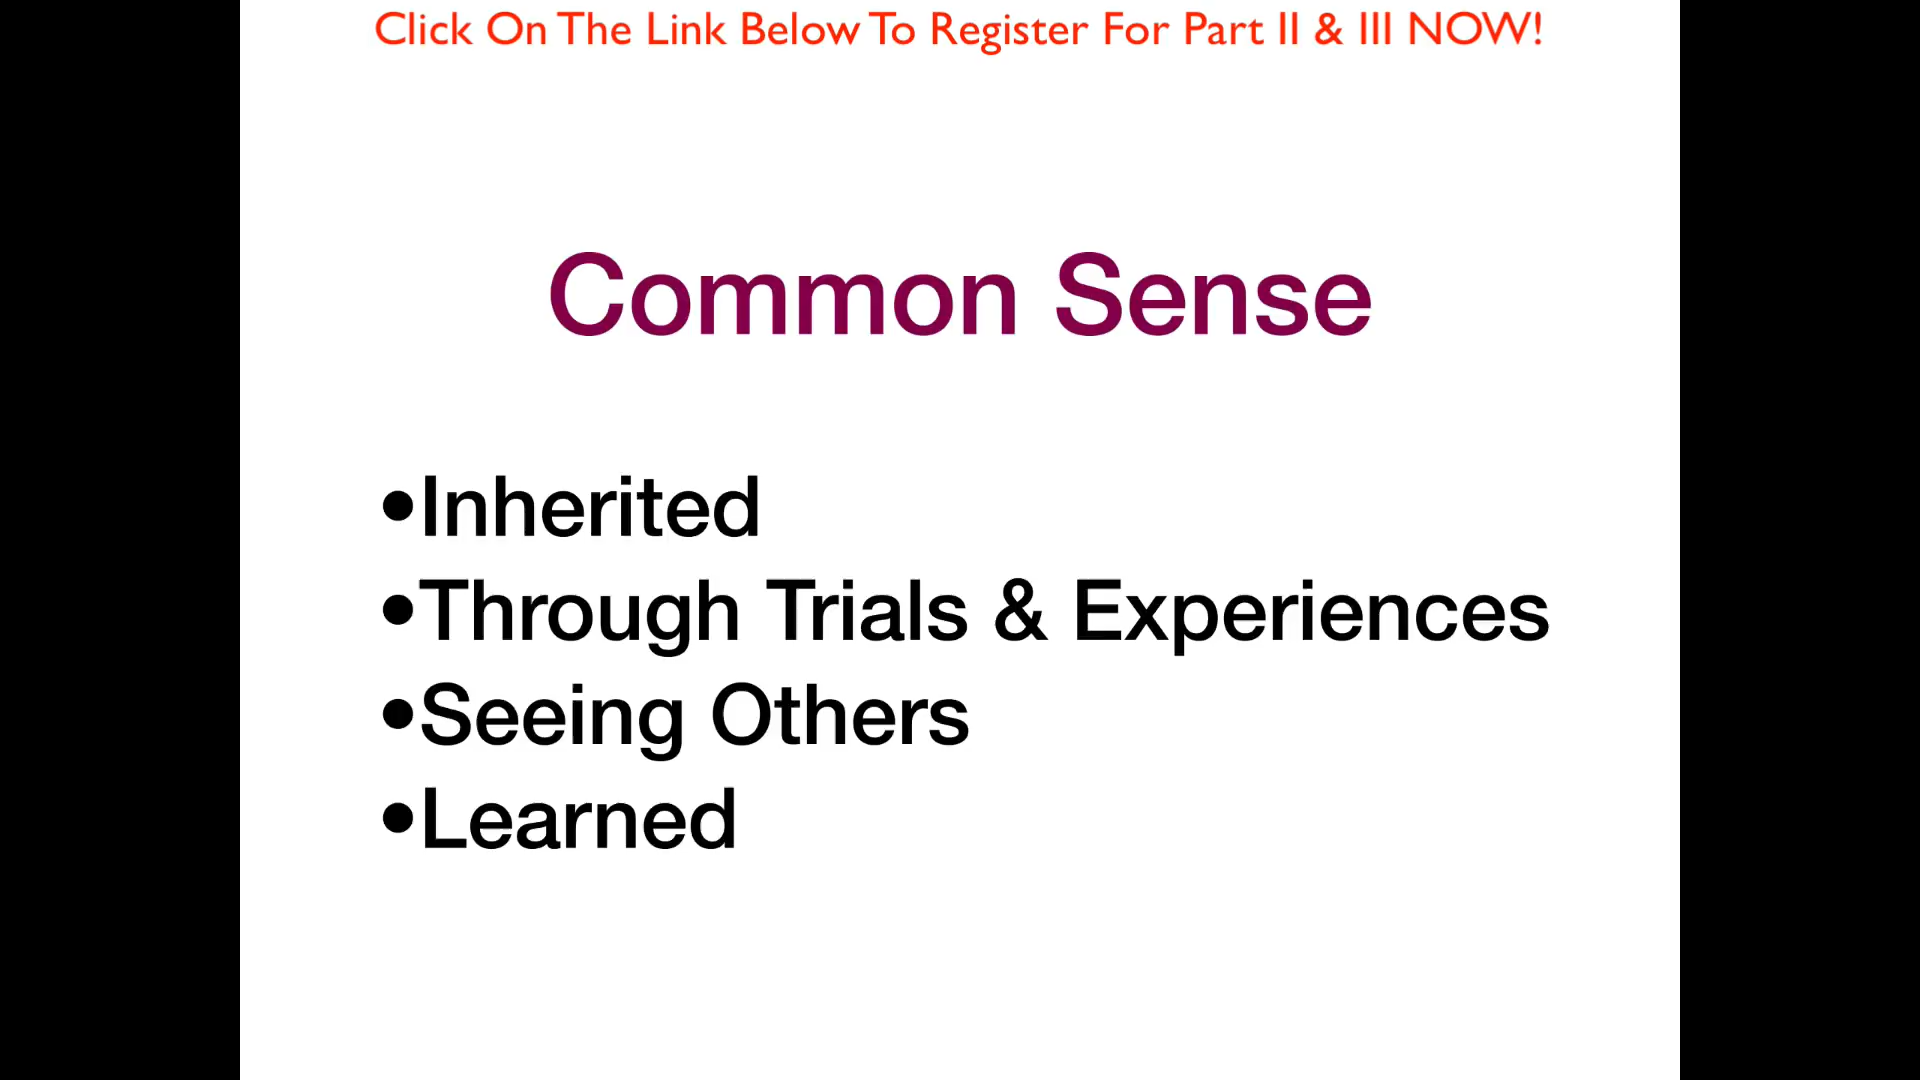 Click On The Link Below To Register For Part II & III NOW!
Common Sense
•Inherited
•Through Trials & Experiences
•Seeing Others
•Learned